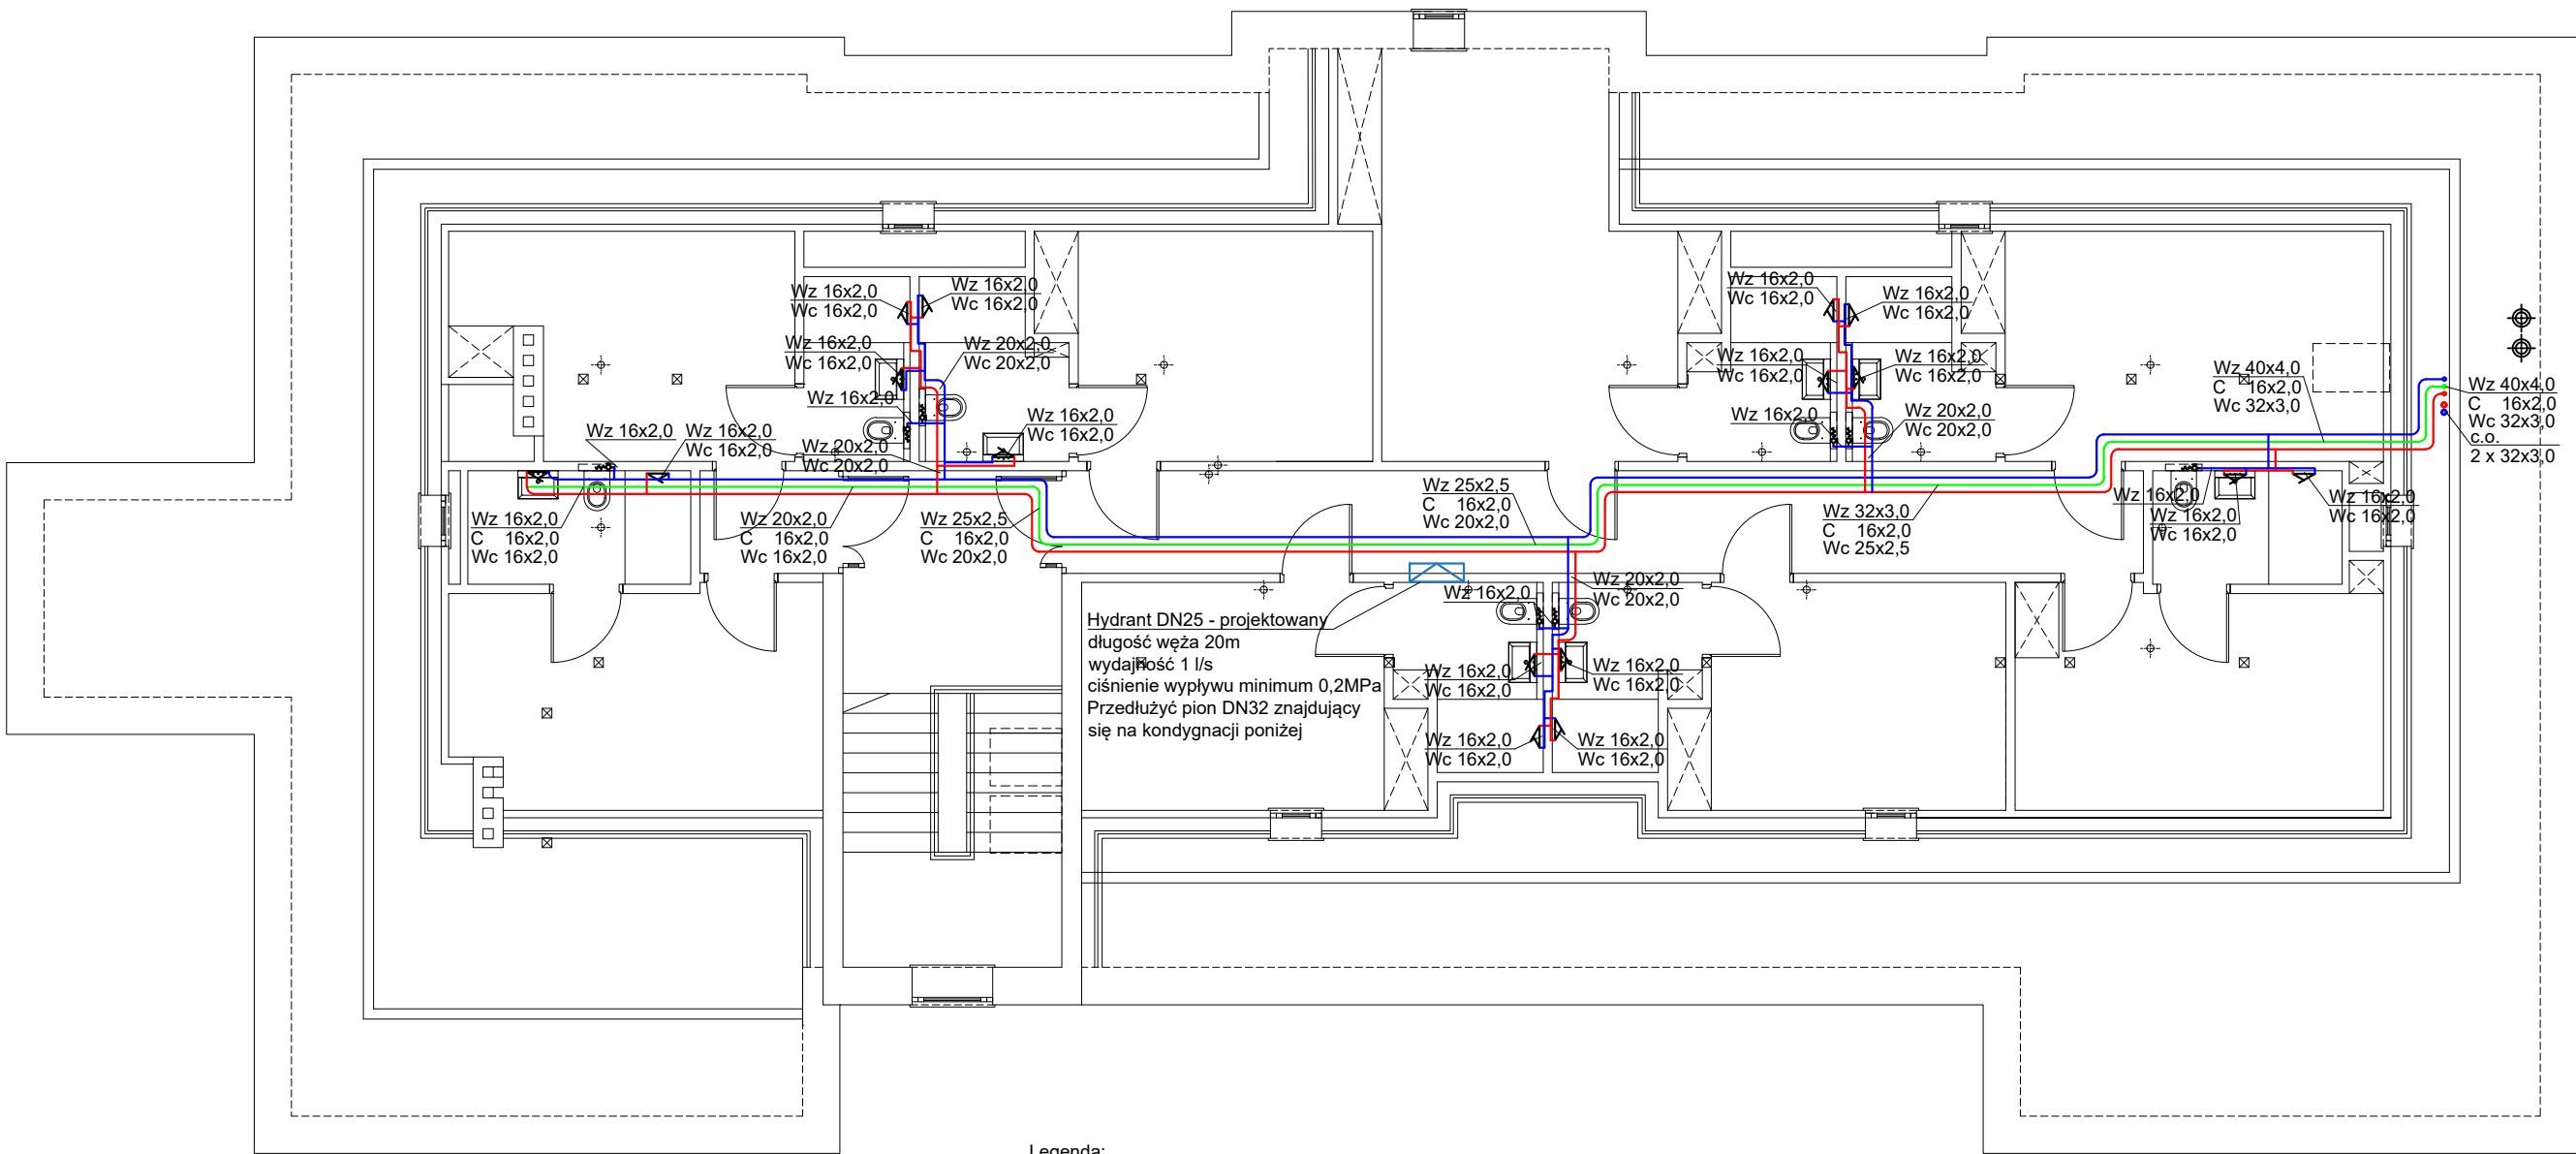 Wz 16x2,0
Wc 16x2,0
Wz 16x2,0
Wc 16x2,0
Wz 16x2,0
Wc 16x2,0
Wz 20x2,0
Wc 20x2,0
Wz 16x2,0
Wz 16x2,0
Wc 16x2,0
Wz 16x2,0
Wz 16x2,0
Wc 16x2,0
Wz 20x2,0
Wc 20x2,0
Wz 16x2,0
C 16x2,0
Wc 16x2,0
Wz 20x2,0
C 16x2,0
Wc 16x2,0
Wz 25x2,5
C 16x2,0
Wc 20x2,0
Wz 16x2,0
Wc 16x2,0
Wz 16x2,0
Wc 16x2,0
Wz 16x2,0
Wc 16x2,0
Wz 16x2,0
Wc 16x2,0
Wz 16x2,0
Wz 20x2,0
Wc 20x2,0
Wz 40x4,0
C 16x2,0
Wc 32x3,0
Wz 40x4,0
C 16x2,0
Wc 32x3,0
c.o.
2 x 32x3,0
Wz 25x2,5
C 16x2,0
Wc 20x2,0
Wz 32x3,0
C 16x2,0
Wc 25x2,5
Wz 16x2,0
Wz 16x2,0
Wc 16x2,0
Wz 16x2,0
Wc 16x2,0
Wz 16x2,0
Wz 20x2,0
Wc 20x2,0
Hydrant DN25 - projektowany
długość węża 20m
wydajność 1 l/s
ciśnienie wypływu minimum 0,2MPa
Przedłużyć pion DN32 znajdujący
się na kondygnacji poniżej
Wz 16x2,0
Wc 16x2,0
Wz 16x2,0
Wc 16x2,0
Wz 16x2,0
Wc 16x2,0
Wz 16x2,0
Wc 16x2,0
Legenda: